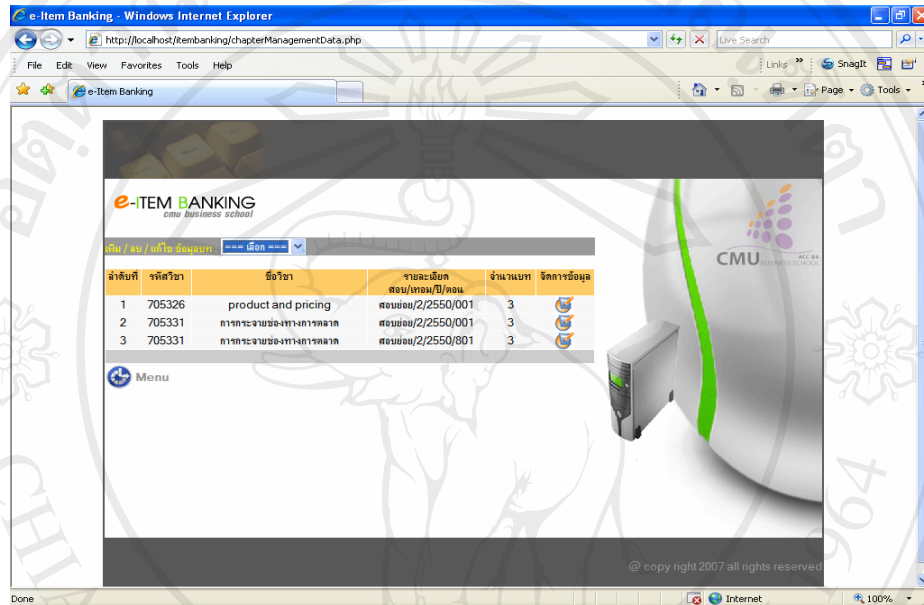 e-Item Banking - Windows Internet Explorer
http://localhost/itembanking/chapterManagementData.php
Live Search
File Edit View Favorites Tools Help
Links » SnagIt
e-Item Banking
Page Tools
e-ITEM BANKING
cmu business school
เพิ่ม / ลบ / แก้ไข ข้อมูลบท : === เลือก ===
ลำดับที่ รหัสวิชา ชื่อวิชา รายละเอียด จำนวนบท จัดการข้อมูล
สอบ/เทอม/ปี/ตอน
1 705326 product and pricing สอบย่อย/2/2550/001 3
2 705331 การกระจายช่องทางการตลาด สอบย่อย/2/2550/001 3
3 705331 การกระจายช่องทางการตลาด สอบย่อย/2/2550/801 3
Menu
CMU ACC-BA
BUSINESS SCHOOL
@ copy right 2007 all rights reserved
Done Internet 100%
964